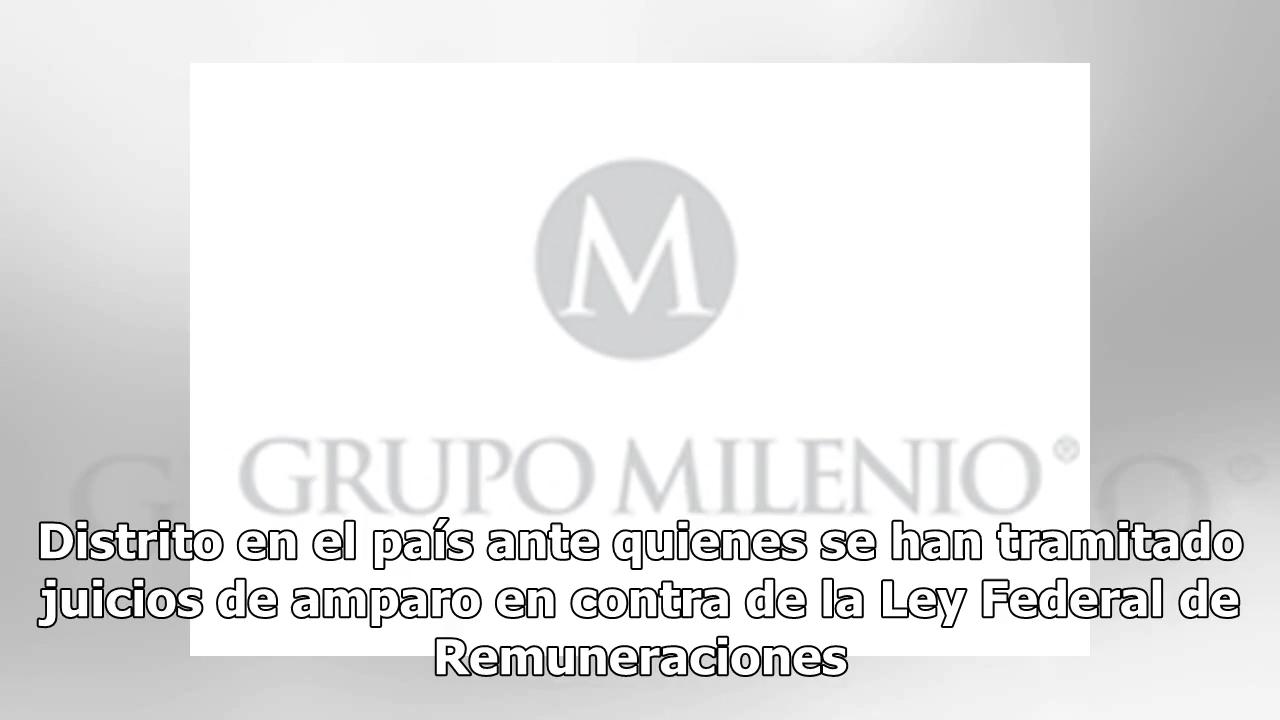 M
GRUPO MILENIO®
Distrito en el país ante quienes se han tramitado
juicios de amparo en contra de la Ley Federal de
Remuneraciones